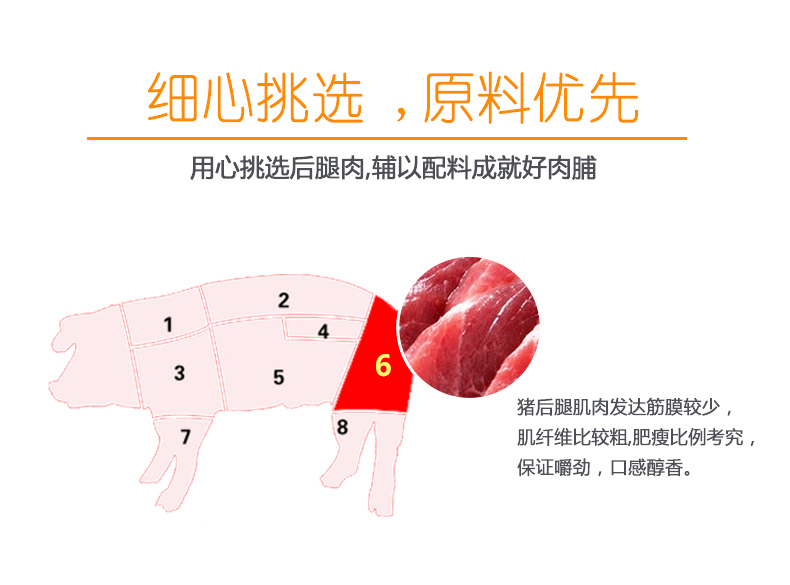 细心挑选 ，原料优先
用心挑选后腿肉,辅以配料成就好肉脯
1
2
3
4
5
6
7
8
猪后腿肌肉发达筋膜较少，
肌纤维比较粗,肥瘦比例考究，
保证嚼劲，口感醇香。